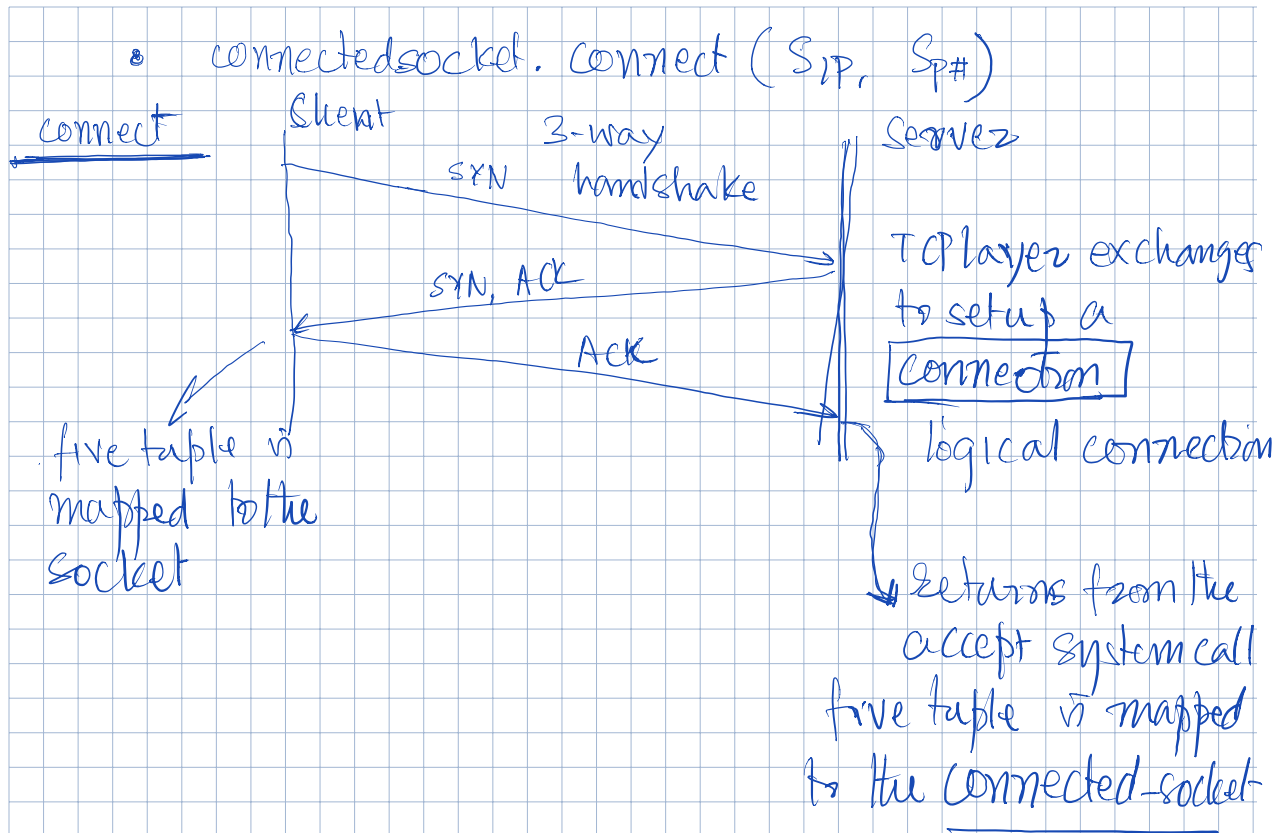 • connectedsocket. connect ( SIP, Sp# )
connect
Client
3-way
handshake
Server
SYN
SYN, ACK
ACK
TCP layer exchanges
to setup a
connection
logical connection
five tuple is
mapped to the
socket
returns from the
accept system call
five tuple is mapped
to the connected-socket